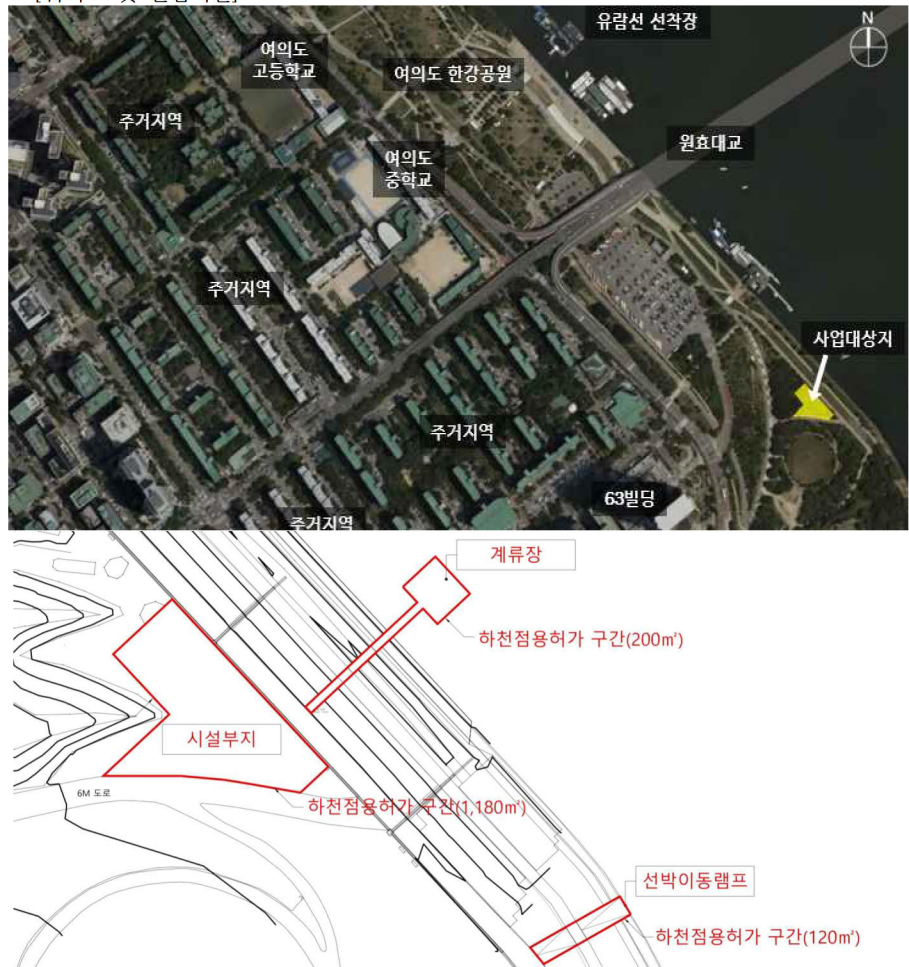 유람선 선착장
N
여의도
고등학교
여의도 한강공원
주거지역
원효대교
여의도
중학교
주거지역
사업대상지
주거지역
63빌딩
주거지역
계류장
하천점용허가 구간(200㎡)
시설부지
6M 도로
하천점용허가 구간(1,180㎡)
선박이동램프
하천점용허가 구간(120㎡)